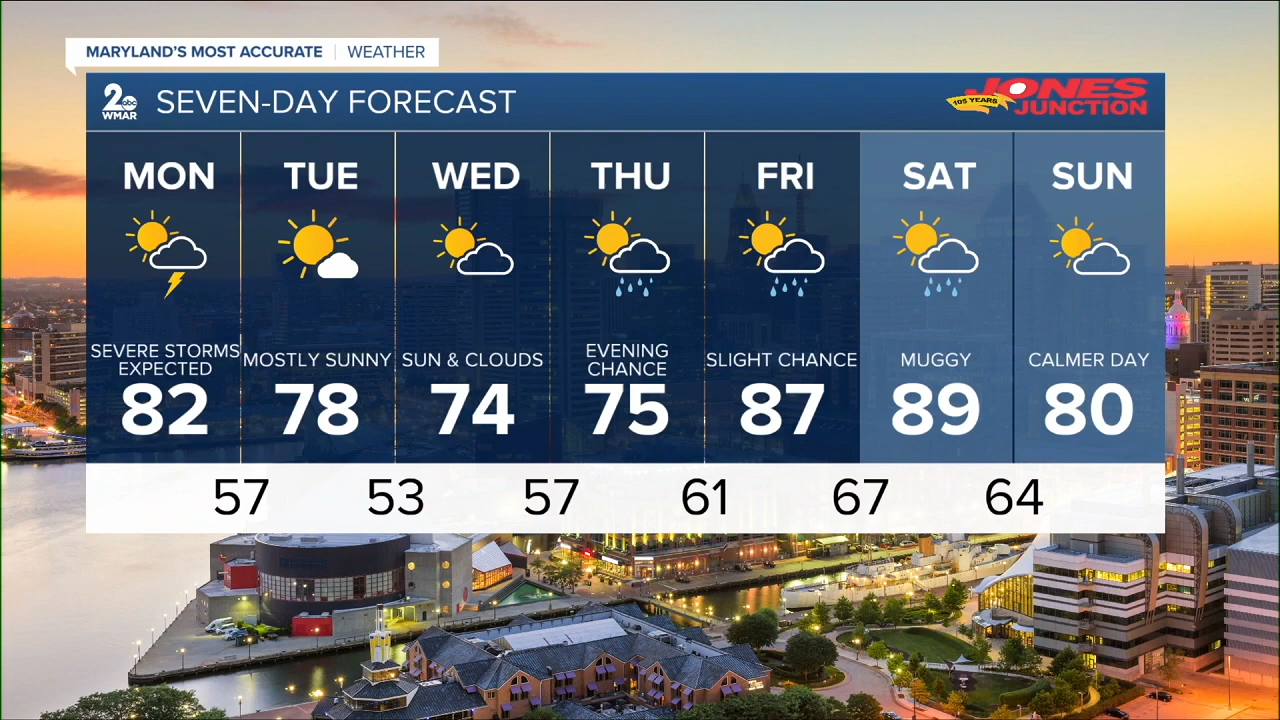 MARYLAND'S MOST ACCURATE | WEATHER
2 abc
WMAR
SEVEN-DAY FORECAST
105 YEARS
JONES
JUNCTION
MON TUE WED THU FRI SAT SUN
SEVERE STORMS
EXPECTED
MOSTLY SUNNY
SUN & CLOUDS
EVENING
CHANCE
SLIGHT CHANCE
MUGGY
CALMER DAY
82 78 74 75 87 89 80
57 53 57 61 67 64